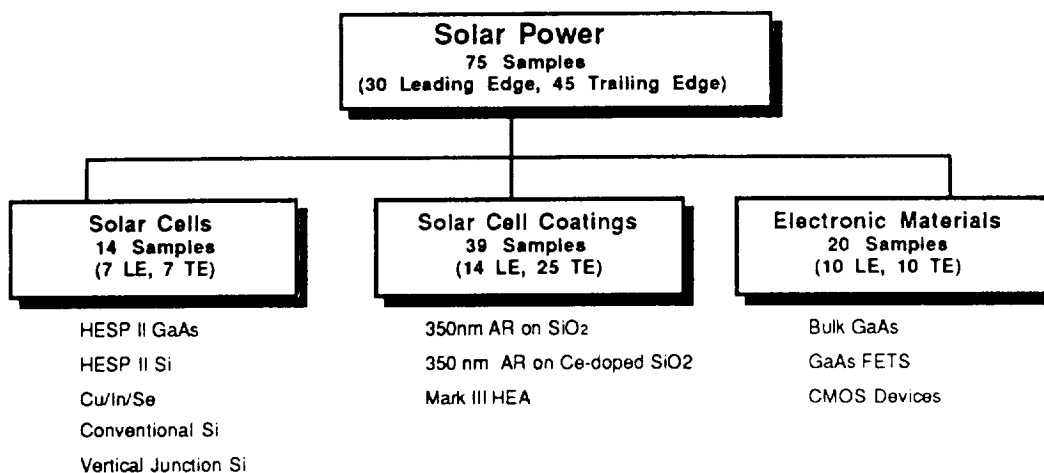 Solar Power
75 Samples
(30 Leading Edge, 45 Trailing Edge)
Solar Cells
14 Samples
(7 LE, 7 TE)
HESP II GaAs
HESP II Si
Cu/In/Se
Conventional Si
Vertical Junction Si
Solar Cell Coatings
39 Samples
(14 LE, 25 TE)
350nm AR on SiO2
350 nm AR on Ce-doped SiO2
Mark III HEA
Electronic Materials
20 Samples
(10 LE, 10 TE)
Bulk GaAs
GaAs FETS
CMOS Devices